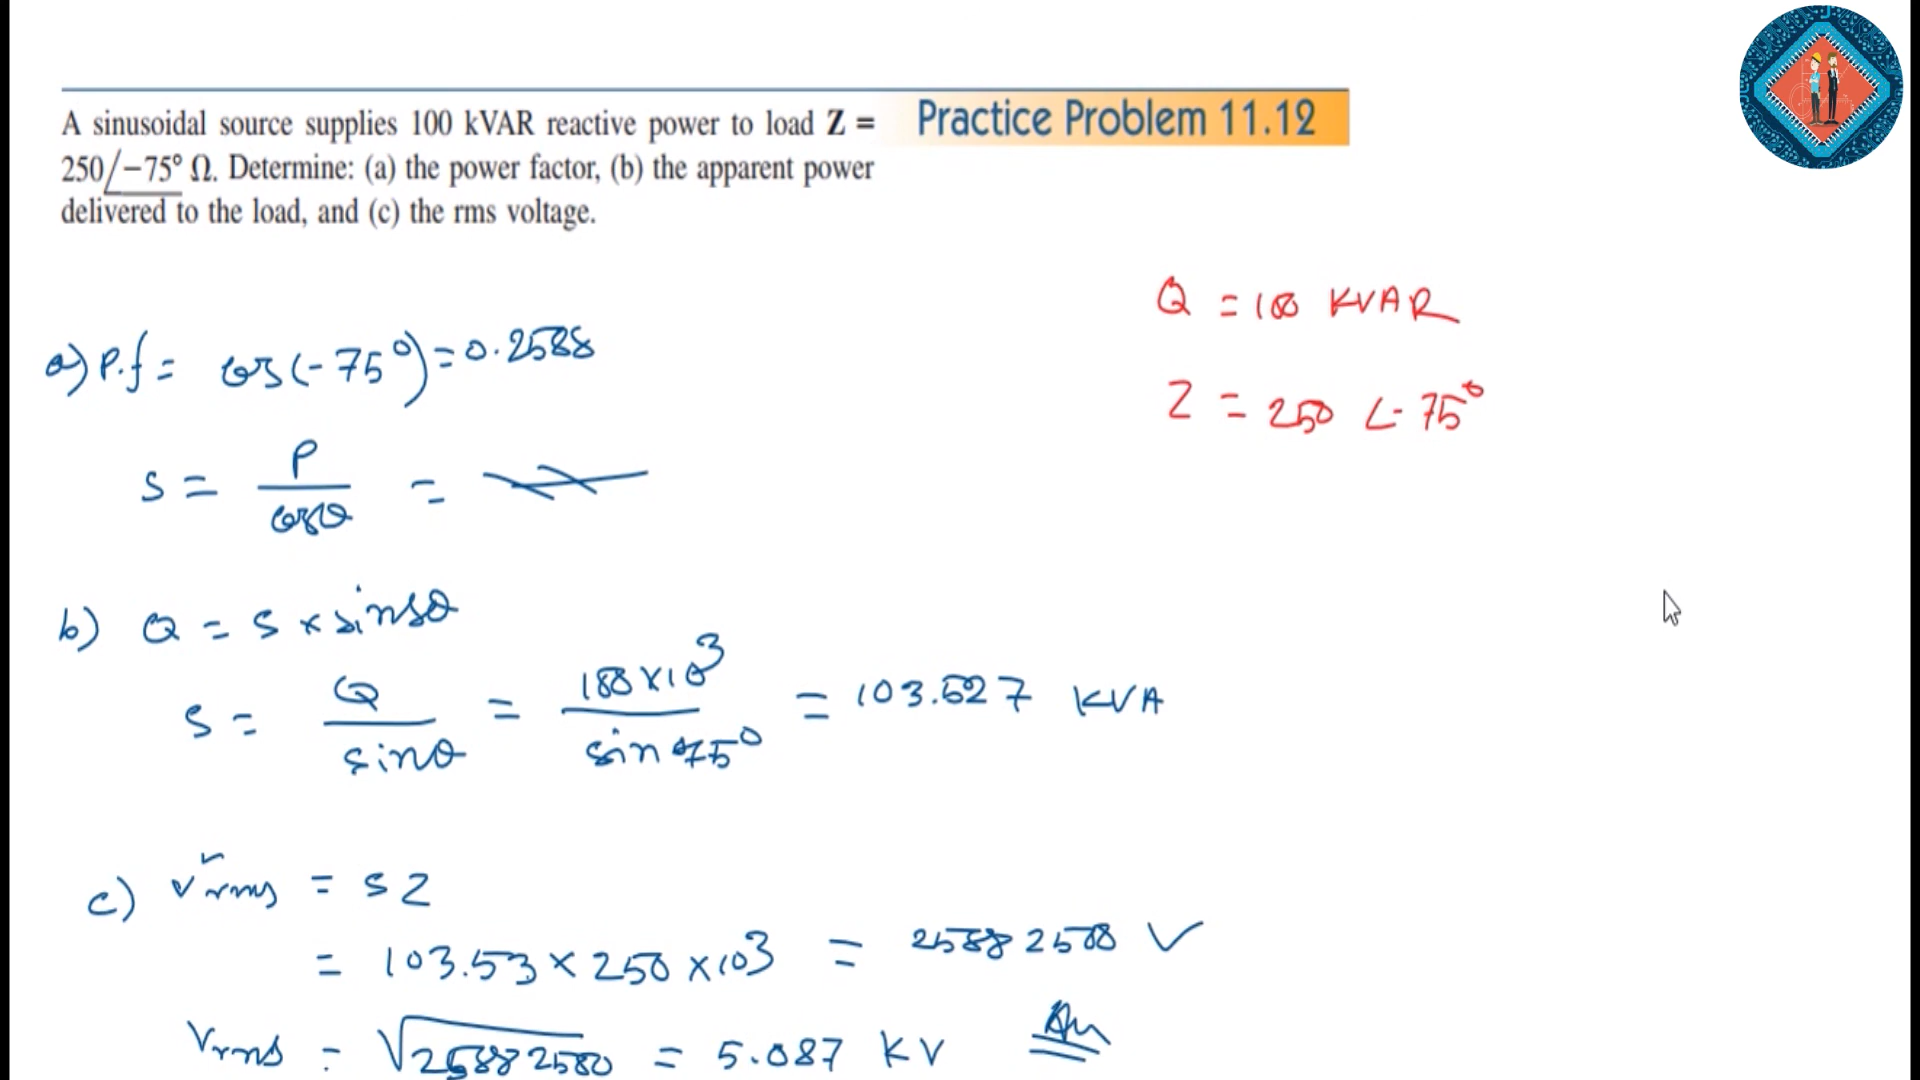 A sinusoidal source supplies 100 kVAR reactive power to load Z =
250/−75° Ω. Determine: (a) the power factor, (b) the apparent power
delivered to the load, and (c) the rms voltage.
Practice Problem 11.12
Q = 100 KVAR
Z = 250 ∠-75°
a) P.f = cos(-75°) = 0.2588
S = P / cosθ =
b) Q = S × sinθ
S = Q / sinθ = 100×10³ / sin 75° = 103.527 KVA
c) V²rms = S Z
= 103.53 × 250 × 10³ = 25882500 V
Vrms = √25882500 = 5.087 KV Ans